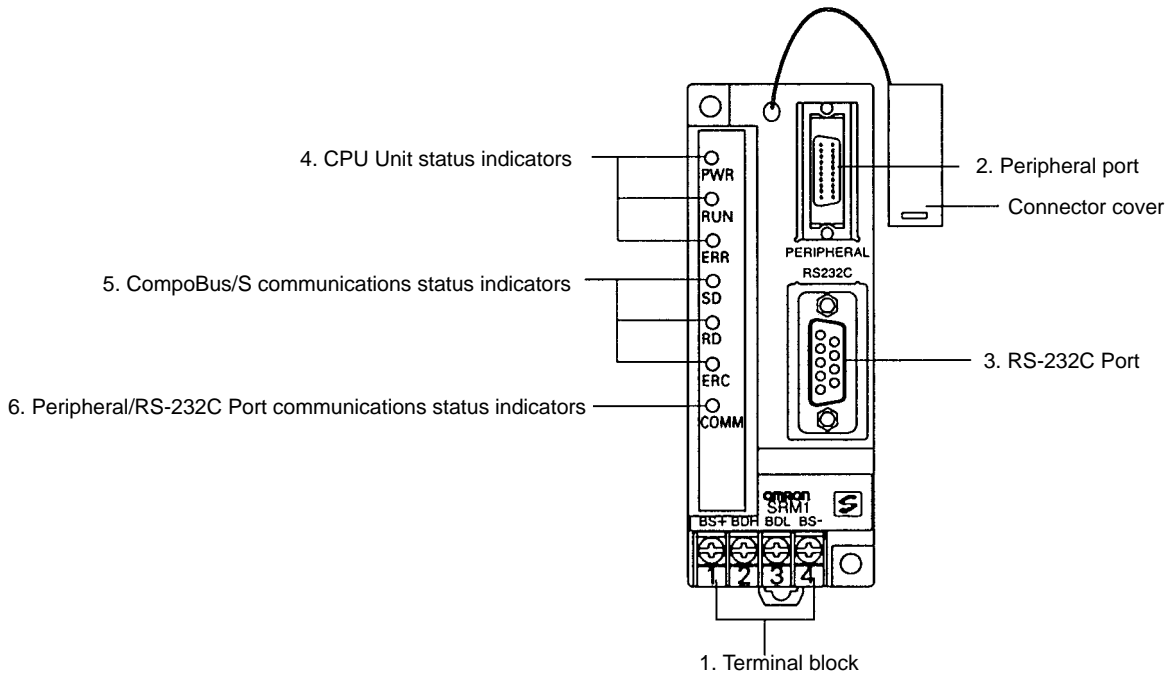 4. CPU Unit status indicators
5. CompoBus/S communications status indicators
6. Peripheral/RS-232C Port communications status indicators
PWR
RUN
ERR
SD
RD
ERC
COMM
PERIPHERAL
RS232C
2. Peripheral port
Connector cover
3. RS-232C Port
OMRON
SRM1
S
BS+ BDH BDL BS-
1 2 3 4
1. Terminal block